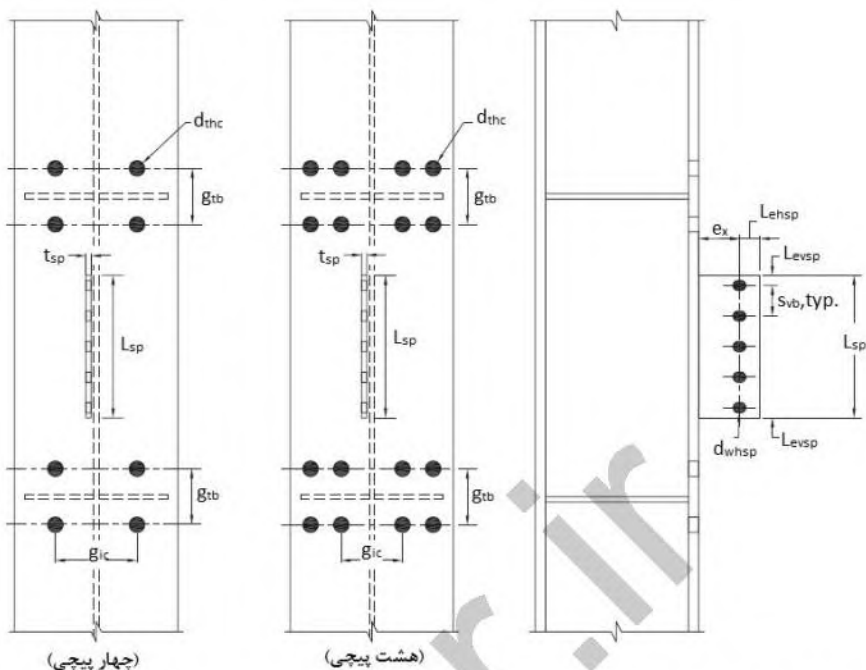 dthc
dthc
gtb
gtb
Lehsp
ex
Levsp
svb,typ.
tsp
tsp
Lsp
Lsp
Lsp
Levsp
dwhsp
gtb
gtb
gic
gic
(چهار پیچی)
(هشت پیچی)
r.ir